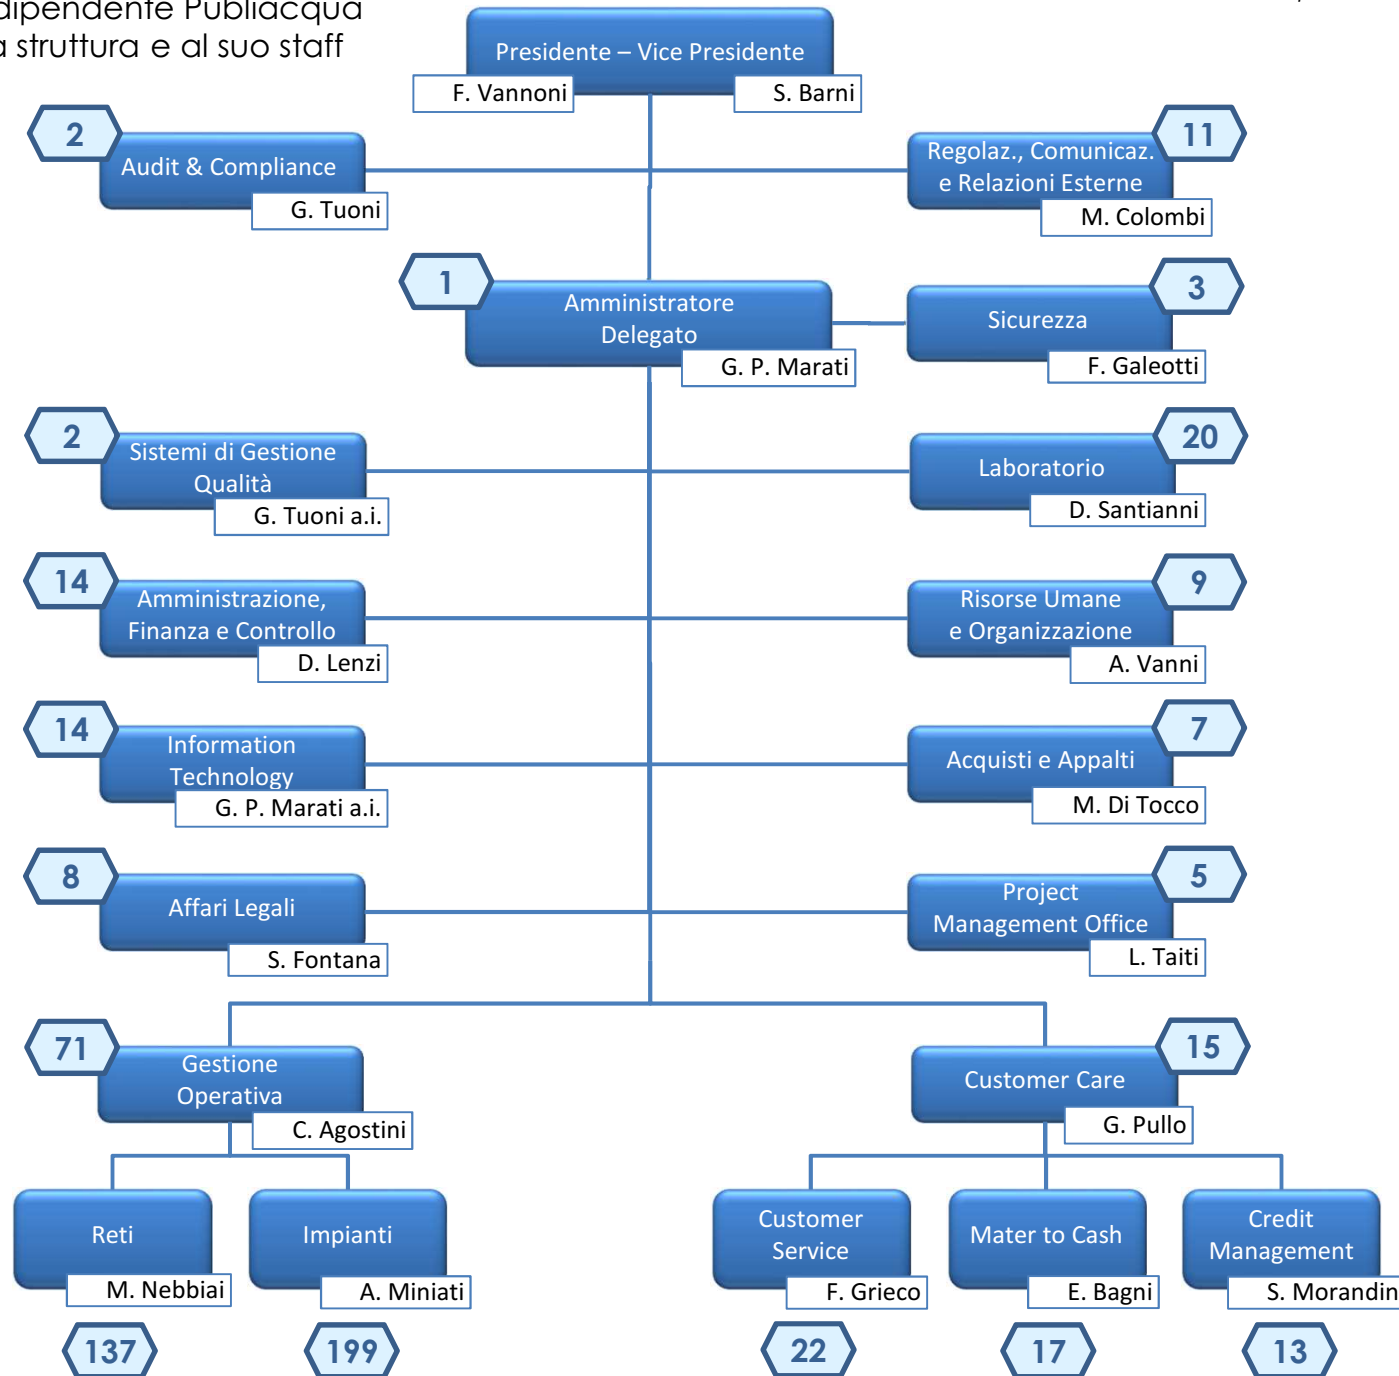 dipendente Publiacqua
a struttura e al suo staff
Presidente – Vice Presidente
F. Vannoni
S. Barni
2
Audit & Compliance
G. Tuoni
11
Regolaz., Comunicaz.
e Relazioni Esterne
M. Colombi
1
Amministratore
Delegato
G. P. Marati
3
Sicurezza
F. Galeotti
2
Sistemi di Gestione
Qualità
G. Tuoni a.i.
20
Laboratorio
D. Santianni
14
Amministrazione,
Finanza e Controllo
D. Lenzi
9
Risorse Umane
e Organizzazione
A. Vanni
14
Information
Technology
G. P. Marati a.i.
7
Acquisti e Appalti
M. Di Tocco
8
Affari Legali
S. Fontana
5
Project
Management Office
L. Taiti
71
Gestione
Operativa
C. Agostini
15
Customer Care
G. Pullo
Reti
M. Nebbiai
137
Impianti
A. Miniati
199
Customer
Service
F. Grieco
22
Mater to Cash
E. Bagni
17
Credit
Management
S. Morandin
13